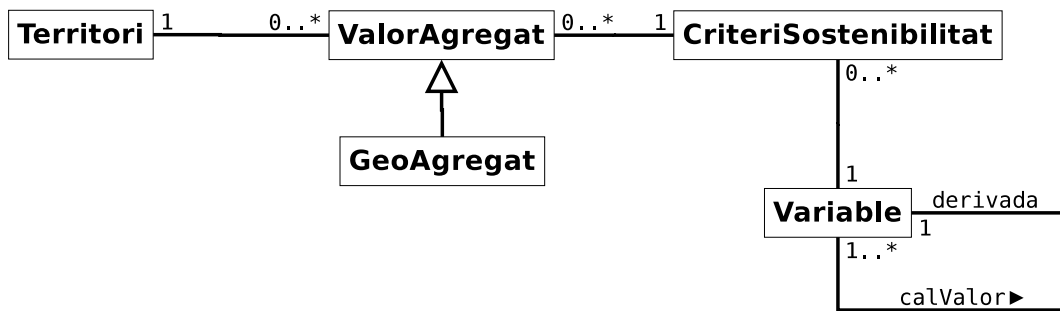 Territori
1
0..*
ValorAgregat
0..*
1
CriteriSostenibilitat
0..*
GeoAgregat
1
Variable
derivada
1
1..*
calValor►